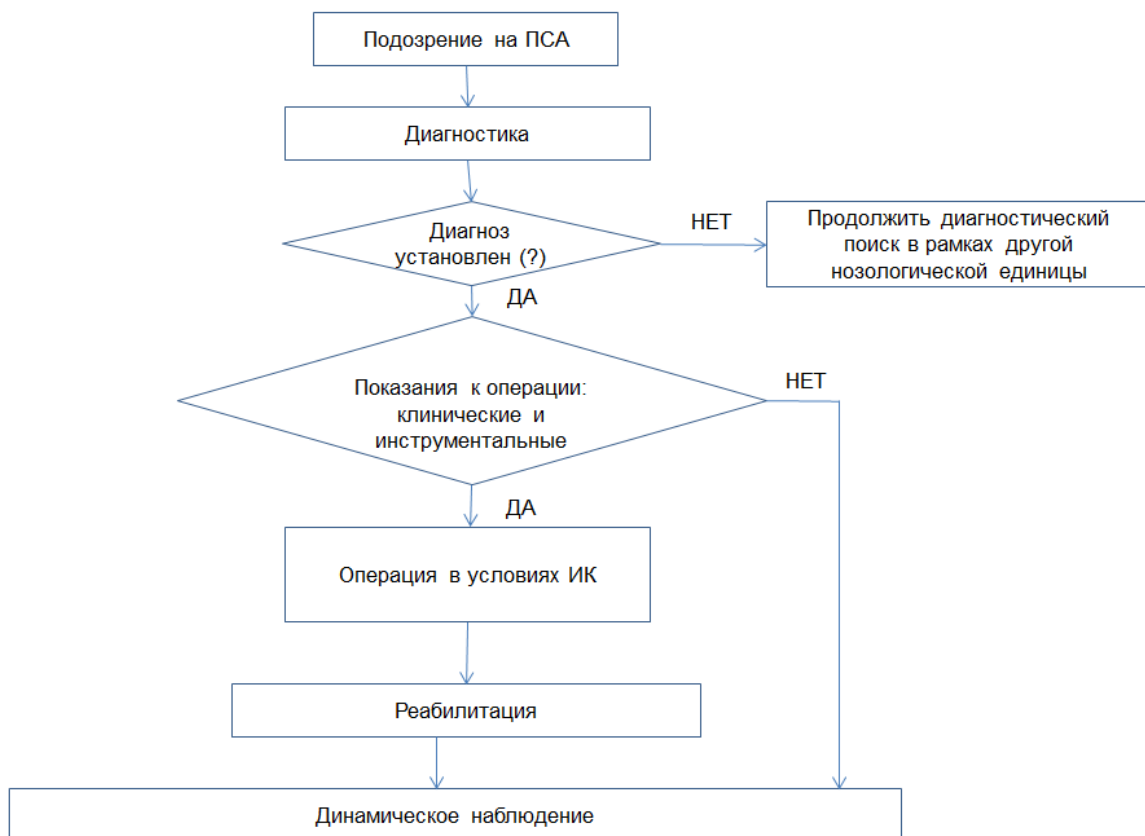 Подозрение на ПСА
Диагностика
Диагноз
установлен (?)
НЕТ
Продолжить диагностический
поиск в рамках другой
нозологической единицы
ДА
Показания к операции:
клинические и
инструментальные
НЕТ
ДА
Операция в условиях ИК
Реабилитация
Динамическое наблюдение